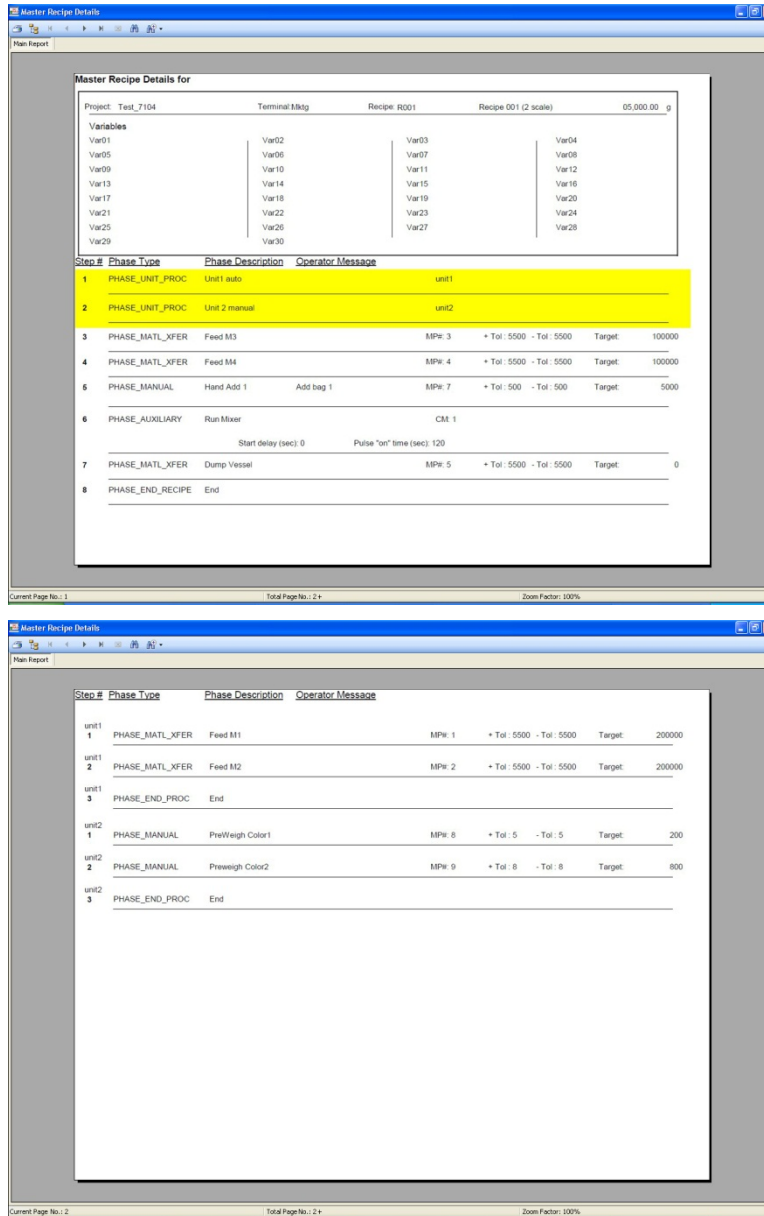 Master Recipe Details
Main Report
Master Recipe Details for
Project: Test_7104 Terminal:Mktg Recipe: R001 Recipe 001 (2 scale) 05,000.00 g
Variables
Var01 Var02 Var03 Var04
Var05 Var06 Var07 Var08
Var09 Var10 Var11 Var12
Var13 Var14 Var15 Var16
Var17 Var18 Var19 Var20
Var21 Var22 Var23 Var24
Var25 Var26 Var27 Var28
Var29 Var30
Step # Phase Type Phase Description Operator Message
1 PHASE_UNIT_PROC Unit1 auto unit1
2 PHASE_UNIT_PROC Unit 2 manual unit2
3 PHASE_MATL_XFER Feed M3 MP#: 3 + Tol : 5500 - Tol : 5500 Target: 100000
4 PHASE_MATL_XFER Feed M4 MP#: 4 + Tol : 5500 - Tol : 5500 Target: 100000
5 PHASE_MANUAL Hand Add 1 Add bag 1 MP#: 7 + Tol : 500 - Tol : 500 Target: 5000
6 PHASE_AUXILIARY Run Mixer CM: 1
Start delay (sec): 0 Pulse "on" time (sec): 120
7 PHASE_MATL_XFER Dump Vessel MP#: 5 + Tol : 5500 - Tol : 5500 Target: 0
8 PHASE_END_RECIPE End
Current Page No.: 1 Total Page No.: 2+ Zoom Factor: 100%
Master Recipe Details
Main Report
Step # Phase Type Phase Description Operator Message
unit1
1 PHASE_MATL_XFER Feed M1 MP#: 1 + Tol : 5500 - Tol : 5500 Target: 200000
unit1
2 PHASE_MATL_XFER Feed M2 MP#: 2 + Tol : 5500 - Tol : 5500 Target: 200000
unit1
3 PHASE_END_PROC End
unit2
1 PHASE_MANUAL PreWeigh Color1 MP#: 8 + Tol : 5 - Tol : 5 Target: 200
unit2
2 PHASE_MANUAL Preweigh Color2 MP#: 9 + Tol : 8 - Tol : 8 Target: 800
unit2
3 PHASE_END_PROC End
Current Page No.: 2 Total Page No.: 2+ Zoom Factor: 100%